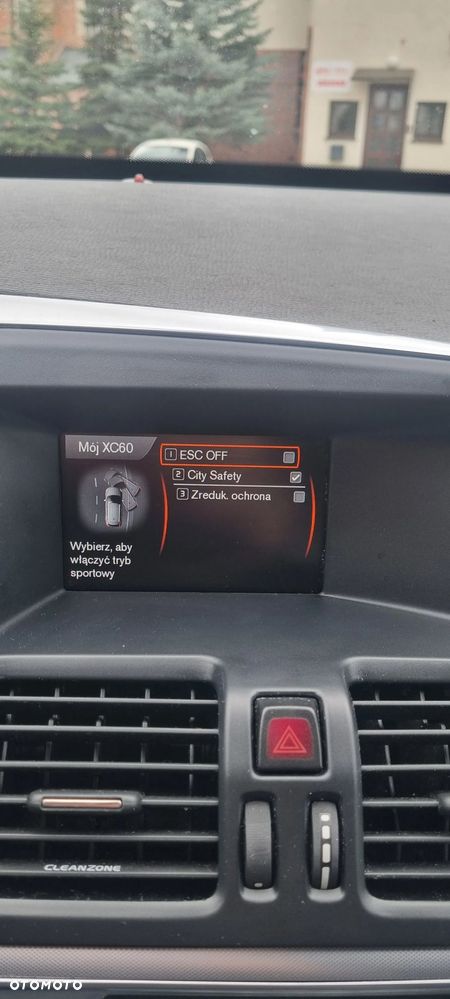 Mój XC60
1 ESC OFF
2 City Safety
3 Zreduk. ochrona
Wybierz, aby
włączyć tryb
sportowy
CLEANZONE
OTOMOTO